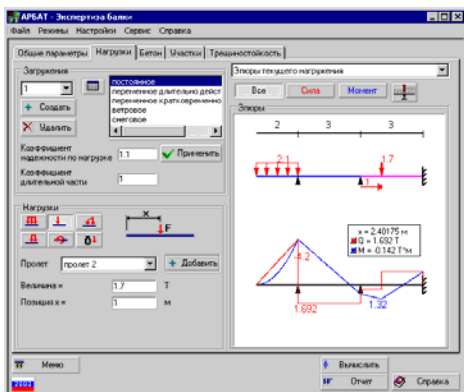 АРБАТ - Экспертиза балки
Файл Режимы Настройки Сервис Справка
Общие параметры Нагрузки Бетон Участки Трещиностойкость
Загружения
1
Создать
Удалить
постоянное
переменное длительно дейст
переменное кратковременно
ветровое
снеговое
Коэффициент
надежности по нагрузке 1.1 Применить
Коэффициент
длительной части 1
Нагрузки
x
F
Пролет пролет 2 Добавить
Величина = 1.7 Т
Позиция x = 1 м
Эпюры текущего нагружения
Все Сила Момент
Эпюры
2 3 3
2.1 1.7
1
x = 2.40175 м
Q = 1.692 Т
M = -0.142 Т*м
-4.2
1.692 1.32
Меню
Вычислить
Отчет Справка
2003